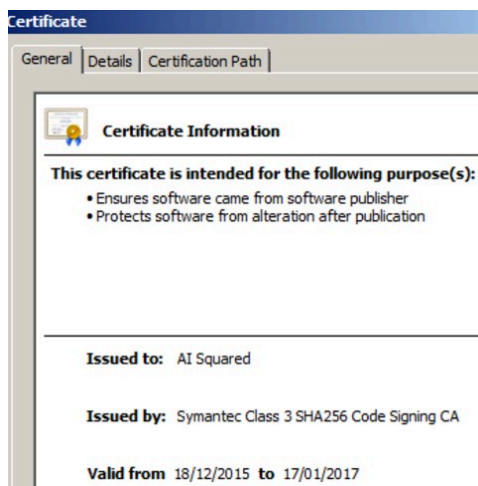 Certificate
General Details Certification Path
Certificate Information
This certificate is intended for the following purpose(s):
• Ensures software came from software publisher
• Protects software from alteration after publication
Issued to: AI Squared
Issued by: Symantec Class 3 SHA256 Code Signing CA
Valid from 18/12/2015 to 17/01/2017